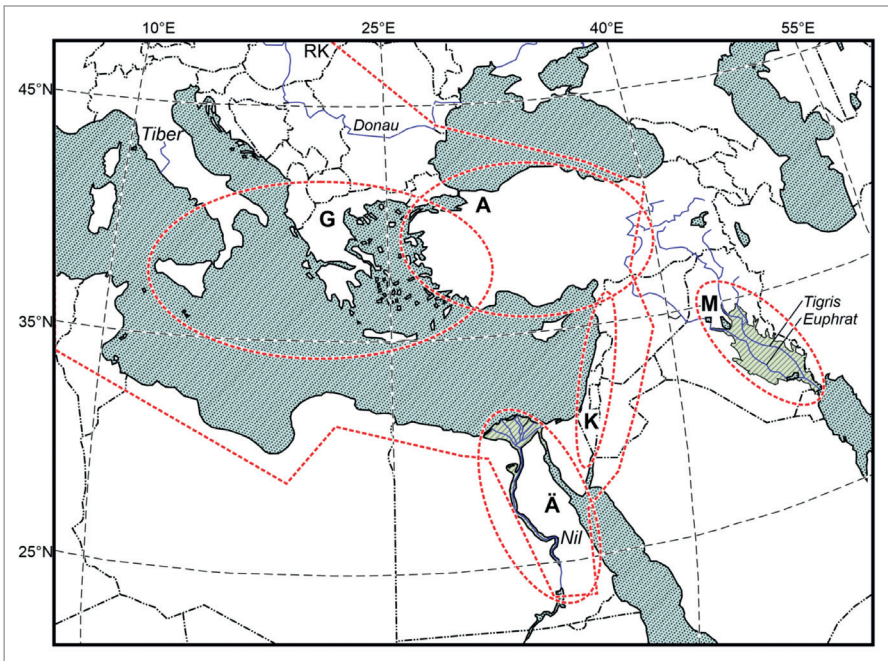 10°E 25°E 40°E 55°E
RK
45°N
Tiber
Donau
G
A
35°N
M
Tigris
Euphrat
K
Ä
Nil
25°N